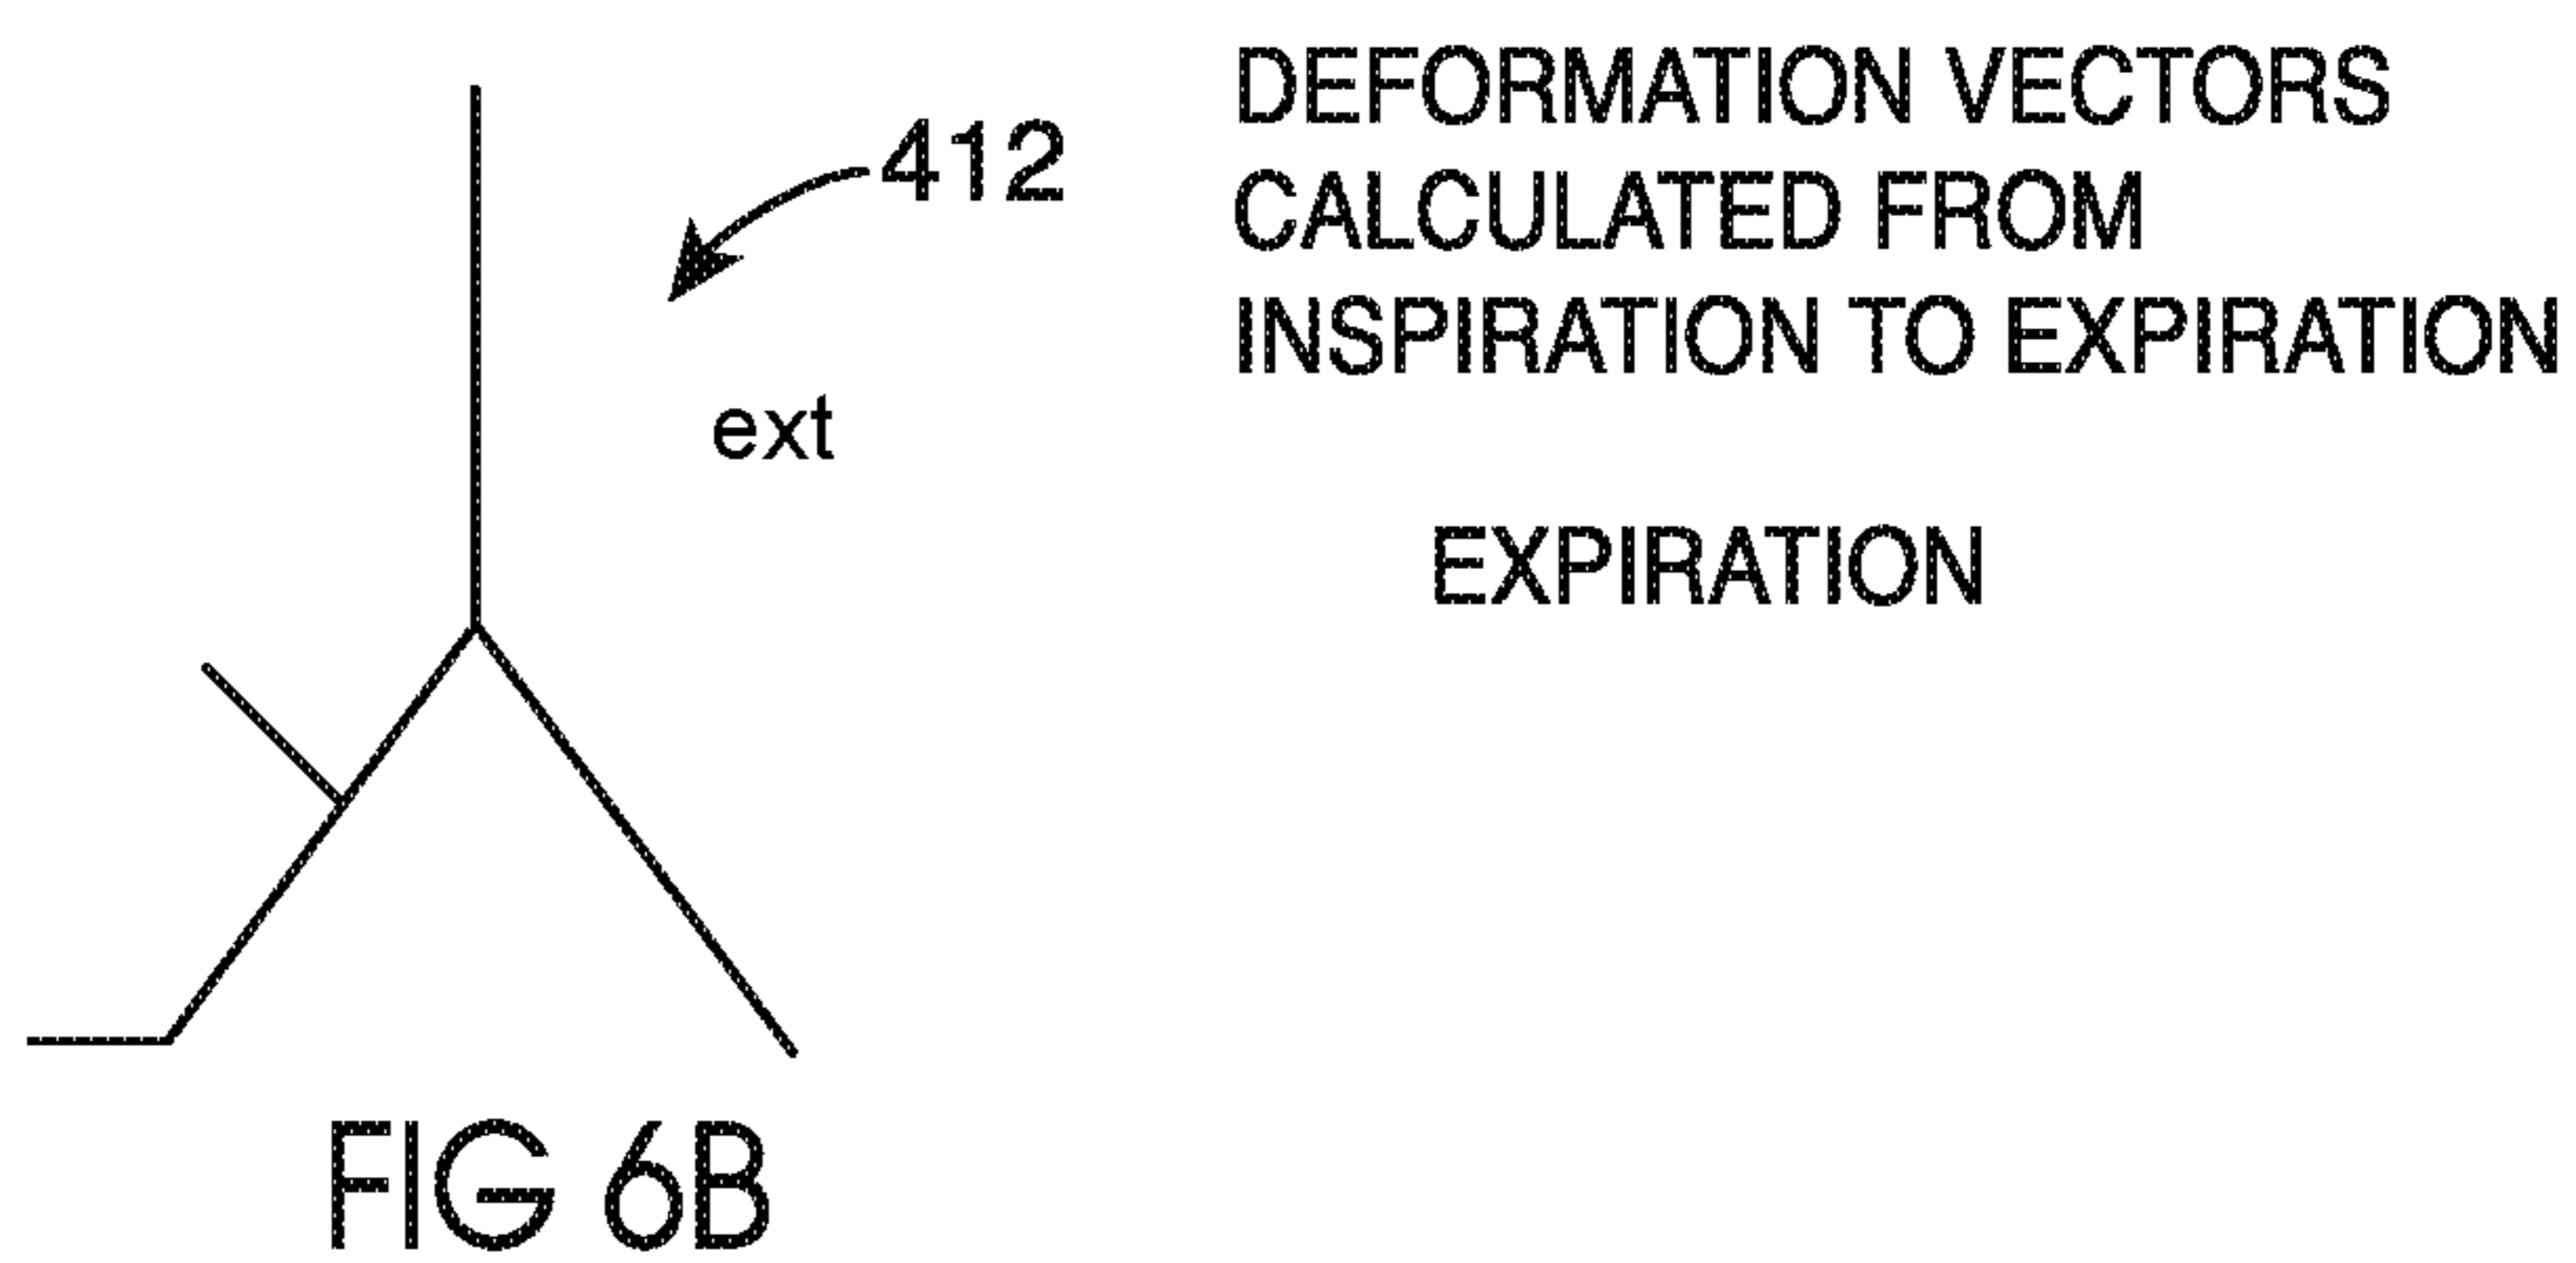 412
ext
DEFORMATION VECTORS
CALCULATED FROM
INSPIRATION TO EXPIRATION
EXPIRATION
FIG 6B